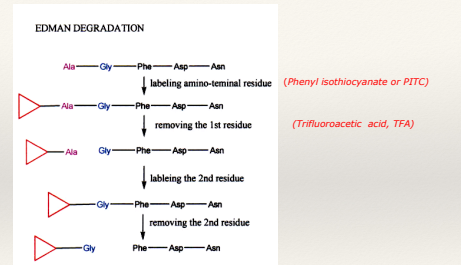 EDMAN DEGRADATION
Ala Gly Phe Asp Asn
labeling amino-teminal residue (Phenyl isothiocyanate or PITC)
Ala Gly Phe Asp Asn
removing the 1st residue (Trifluoroacetic acid, TFA)
Ala Gly Phe Asp Asn
lableing the 2nd residue
Gly Phe Asp Asn
removing the 2nd residue
Gly Phe Asp Asn